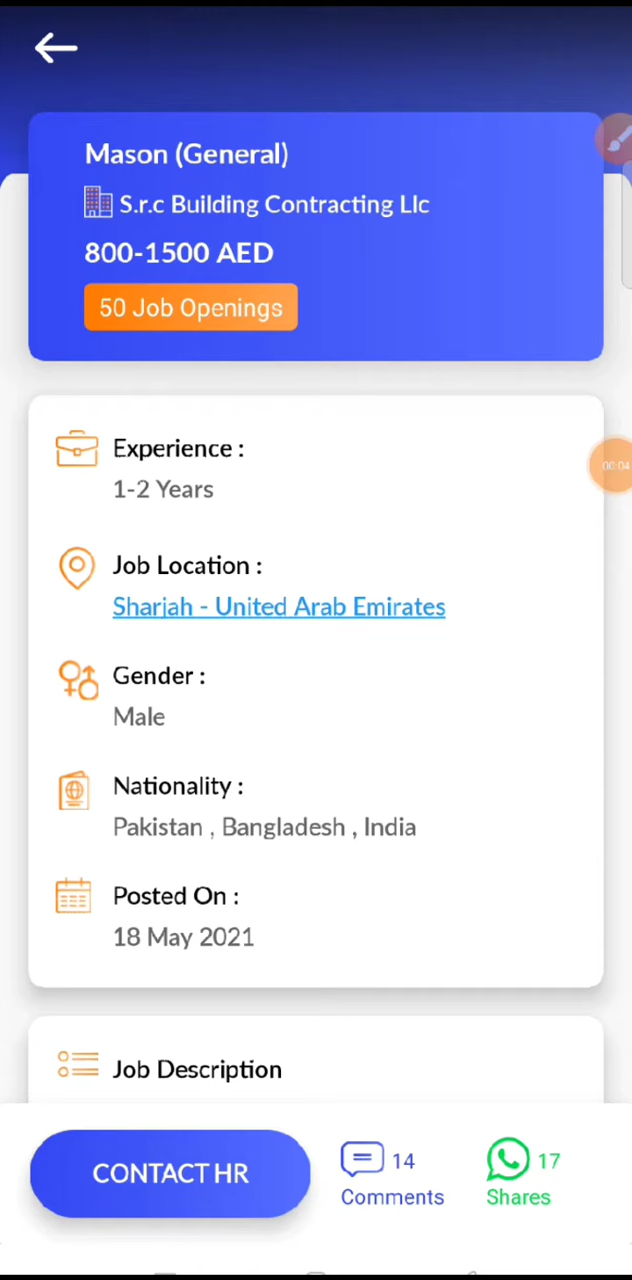 Mason (General)
S.r.c Building Contracting Llc
800-1500 AED
50 Job Openings
Experience :
1-2 Years
00:04
Job Location :
Sharjah - United Arab Emirates
Gender :
Male
Nationality :
Pakistan , Bangladesh , India
Posted On :
18 May 2021
Job Description
CONTACT HR
14
Comments
17
Shares